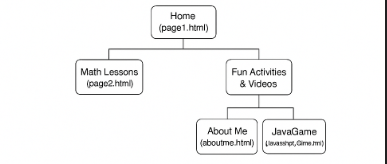 Home
(page1.html)
Math Lessons
(page2.html)
Fun Activities
& Videos
About Me
(aboutme.html)
JavaGame